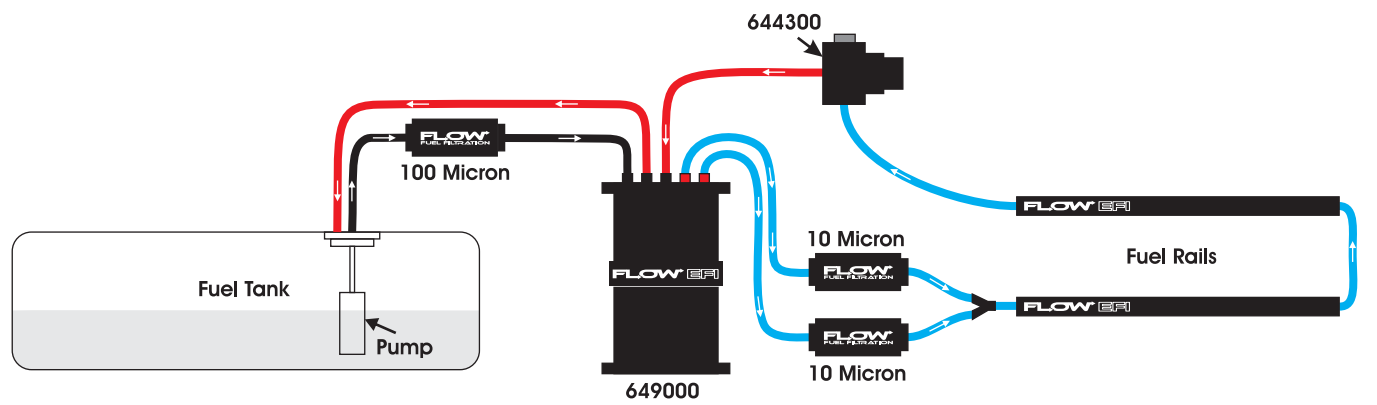 644300
FLOW
FUEL FILTRATION
100 Micron
FLOW EFI
10 Micron
Fuel Rails
FLOW EFI
FLOW
FUEL FILTRATION
Fuel Tank
FLOW EFI
Pump
FLOW
FUEL FILTRATION
10 Micron
649000